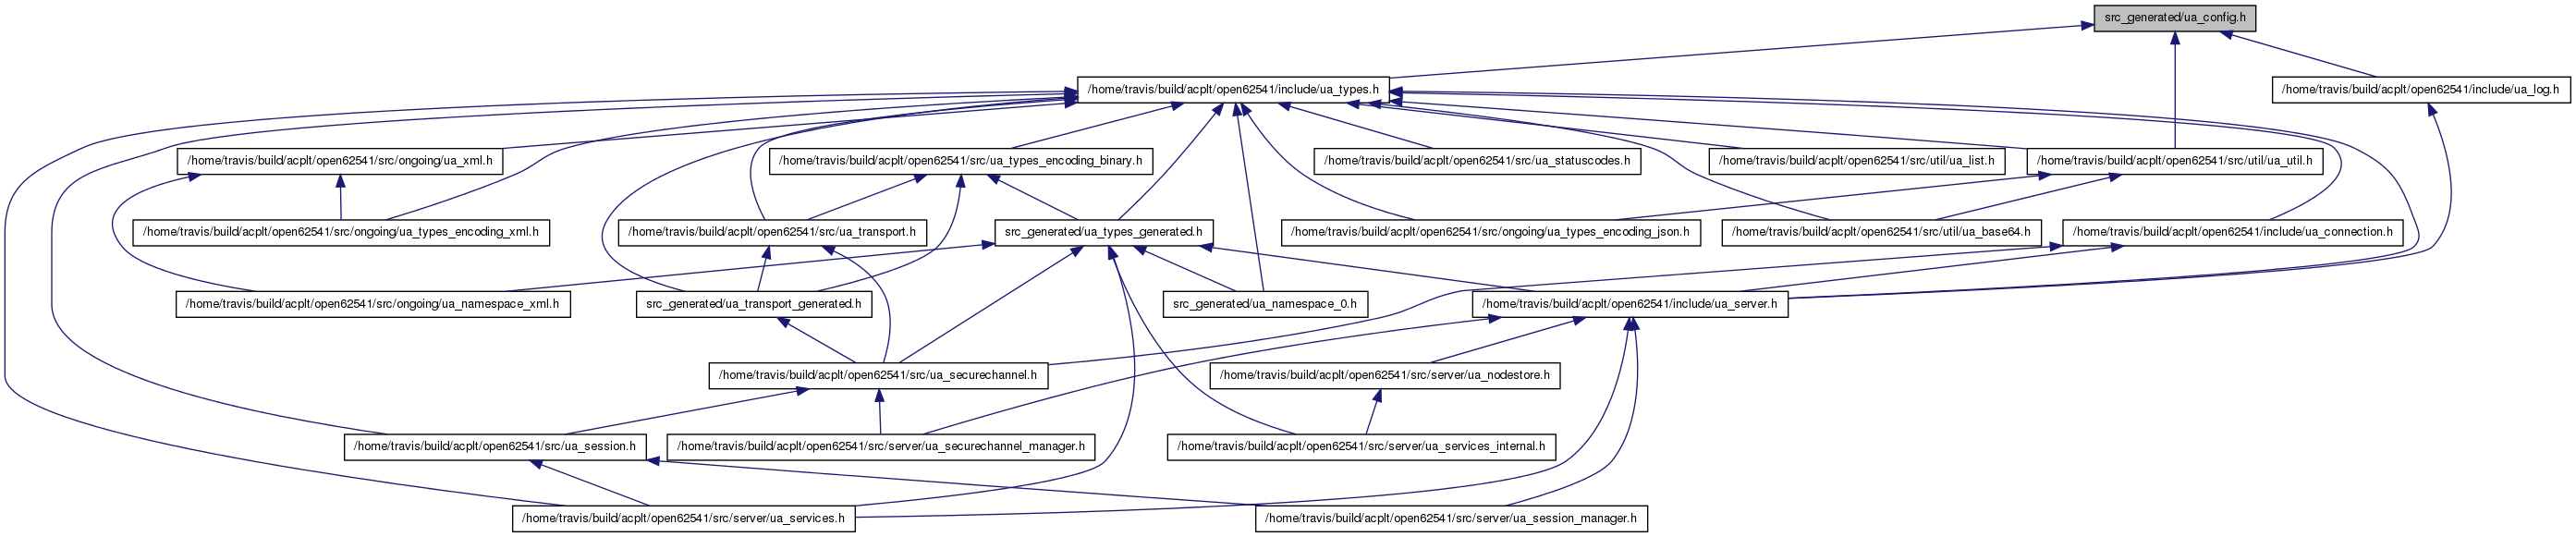 src_generated/ua_config.h
/home/travis/build/acplt/open62541/include/ua_types.h
/home/travis/build/acplt/open62541/include/ua_log.h
/home/travis/build/acplt/open62541/src/ongoing/ua_xml.h
/home/travis/build/acplt/open62541/src/ua_types_encoding_binary.h
/home/travis/build/acplt/open62541/src/ua_statuscodes.h
/home/travis/build/acplt/open62541/src/util/ua_list.h
/home/travis/build/acplt/open62541/src/util/ua_util.h
/home/travis/build/acplt/open62541/src/ongoing/ua_types_encoding_xml.h
/home/travis/build/acplt/open62541/src/ua_transport.h
src_generated/ua_types_generated.h
/home/travis/build/acplt/open62541/src/ongoing/ua_types_encoding_json.h
/home/travis/build/acplt/open62541/src/util/ua_base64.h
/home/travis/build/acplt/open62541/include/ua_connection.h
/home/travis/build/acplt/open62541/src/ongoing/ua_namespace_xml.h
src_generated/ua_transport_generated.h
src_generated/ua_namespace_0.h
/home/travis/build/acplt/open62541/include/ua_server.h
/home/travis/build/acplt/open62541/src/ua_securechannel.h
/home/travis/build/acplt/open62541/src/server/ua_nodestore.h
/home/travis/build/acplt/open62541/src/ua_session.h
/home/travis/build/acplt/open62541/src/server/ua_securechannel_manager.h
/home/travis/build/acplt/open62541/src/server/ua_services_internal.h
/home/travis/build/acplt/open62541/src/server/ua_services.h
/home/travis/build/acplt/open62541/src/server/ua_session_manager.h